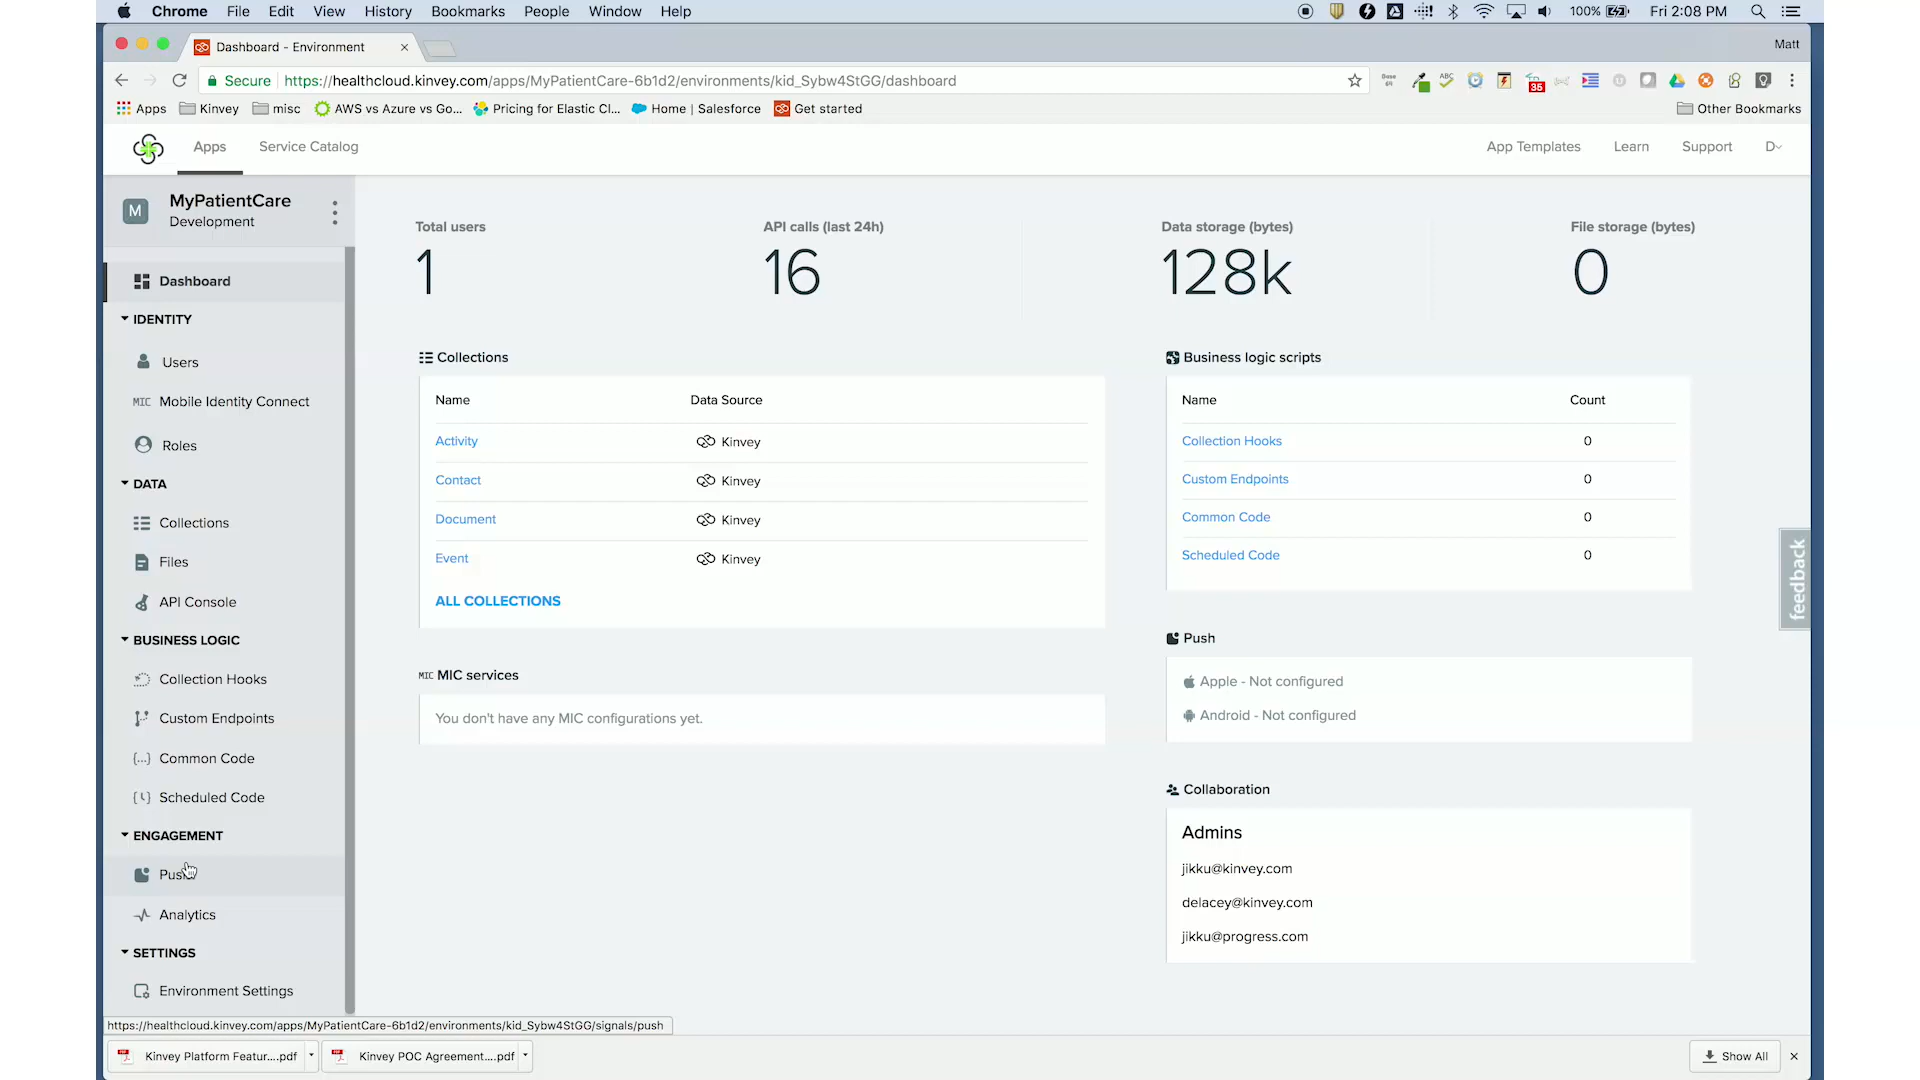 Chrome File Edit View History Bookmarks People Window Help 100% Fri 2:08 PM
Dashboard - Environment Matt
Secure https://healthcloud.kinvey.com/apps/MyPatientCare-6b1d2/environments/kid_Sybw4StGG/dashboard ABC 35
Apps Kinvey misc AWS vs Azure vs Go... Pricing for Elastic Cl... Home | Salesforce Get started Other Bookmarks
Apps Service Catalog App Templates Learn Support D
M MyPatientCare
Development
Dashboard
IDENTITY
Users
MIC Mobile Identity Connect
Roles
DATA
Collections
Files
API Console
BUSINESS LOGIC
Collection Hooks
Custom Endpoints
Common Code
Scheduled Code
ENGAGEMENT
Push
Analytics
SETTINGS
Environment Settings
Total users API calls (last 24h) Data storage (bytes) File storage (bytes)
1 16 128k 0
Collections
Name Data Source
Activity Kinvey
Contact Kinvey
Document Kinvey
Event Kinvey
ALL COLLECTIONS
MIC MIC services
You don't have any MIC configurations yet.
Business logic scripts
Name Count
Collection Hooks 0
Custom Endpoints 0
Common Code 0
Scheduled Code 0
Push
Apple - Not configured
Android - Not configured
Collaboration
Admins
jikku@kinvey.com
delacey@kinvey.com
jikku@progress.com
feedback
https://healthcloud.kinvey.com/apps/MyPatientCare-6b1d2/environments/kid_Sybw4StGG/signals/push
Kinvey Platform Featur....pdf Kinvey POC Agreement....pdf Show All